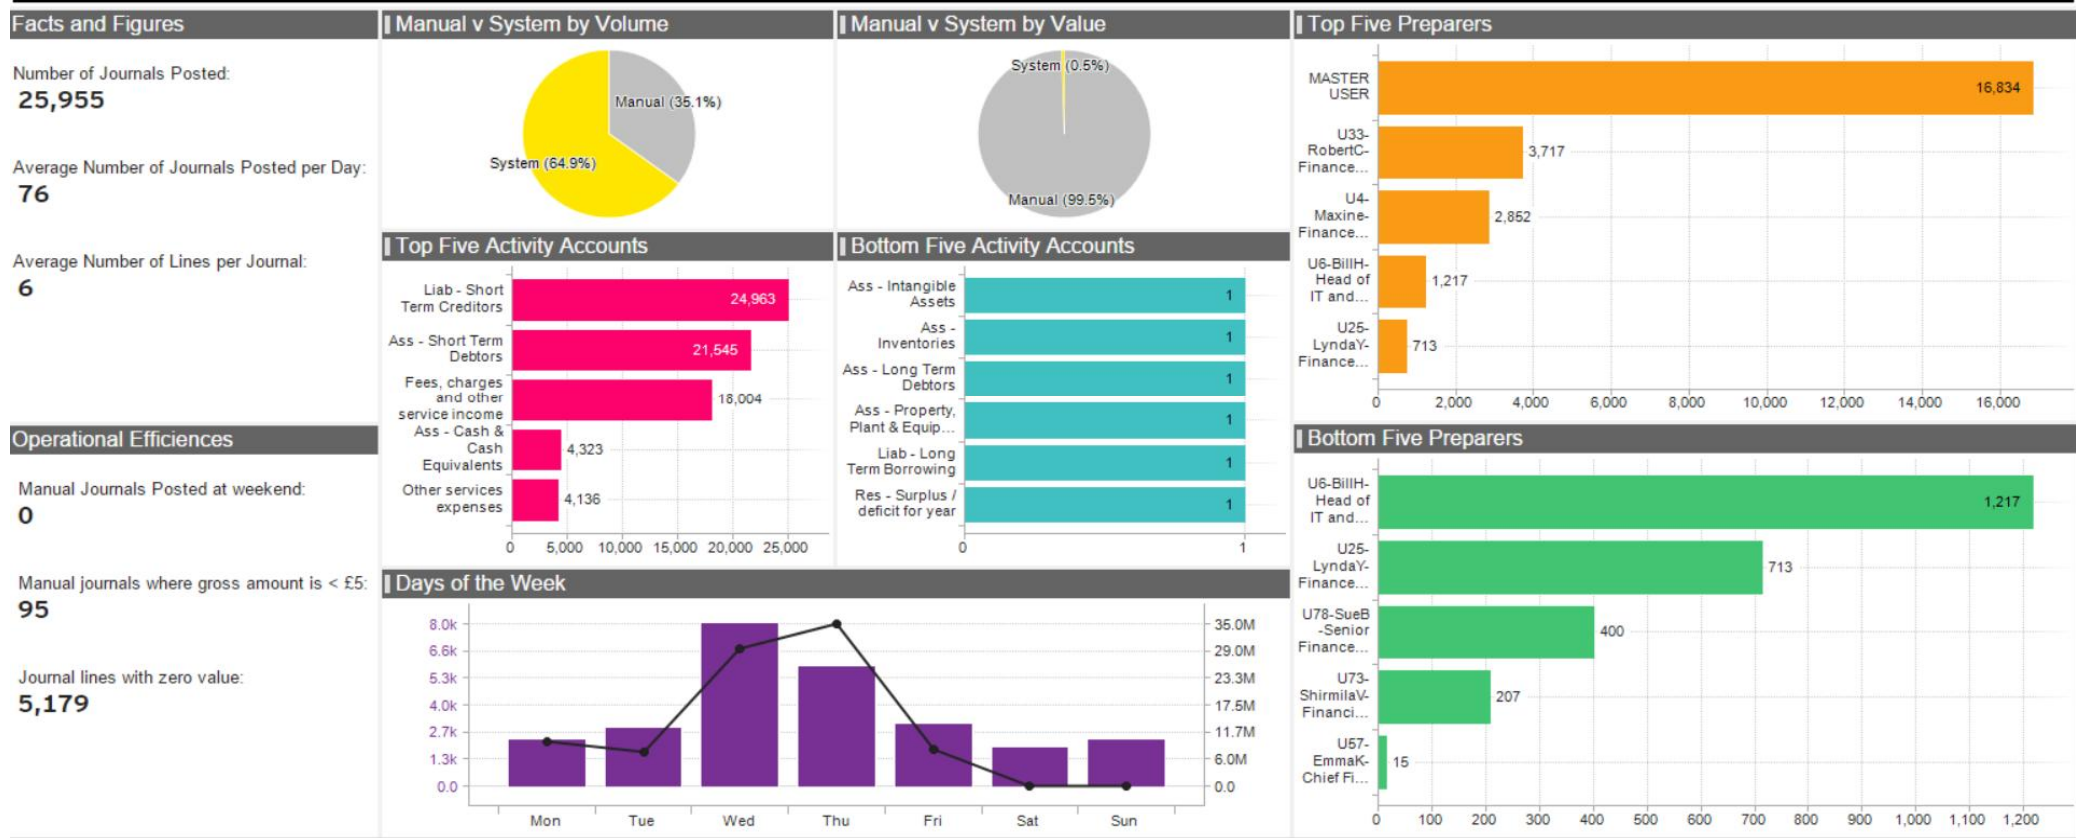 Facts and Figures
Number of Journals Posted:
25,955
Average Number of Journals Posted per Day:
76
Average Number of Lines per Journal:
6
Operational Efficiences
Manual Journals Posted at weekend:
0
Manual journals where gross amount is < £5:
95
Journal lines with zero value:
5,179
Manual v System by Volume
Manual (35.1%)
System (64.9%)
Manual v System by Value
System (0.5%)
Manual (99.5%)
Top Five Activity Accounts
Liab - Short
Term Creditors
24,963
Ass - Short Term
Debtors
21,545
Fees, charges
and other
service income
18,004
Ass - Cash &
Cash
Equivalents
4,323
Other services
expenses
4,136
0 5,000 10,000 15,000 20,000 25,000
Bottom Five Activity Accounts
Ass - Intangible
Assets
1
Ass -
Inventories
1
Ass - Long Term
Debtors
1
Ass - Property,
Plant & Equip...
1
Liab - Long
Term Borrowing
1
Res - Surplus /
deficit for year
1
0 1
Days of the Week
8.0k 35.0M
6.6k 29.0M
5.3k 23.3M
4.0k 17.5M
2.7k 11.7M
1.3k 6.0M
0.0 0.0
Mon Tue Wed Thu Fri Sat Sun
Top Five Preparers
MASTER
USER
16,834
U33-
RobertC-
Finance...
3,717
U4-
Maxine-
Finance...
2,852
U6-BillH-
Head of
IT and...
1,217
U25-
LyndaY-
Finance...
713
0 2,000 4,000 6,000 8,000 10,000 12,000 14,000 16,000
Bottom Five Preparers
U6-BillH-
Head of
IT and...
1,217
U25-
LyndaY-
Finance...
713
U78-SueB
-Senior
Finance...
400
U73-
ShirmilaV-
Financi...
207
U57-
EmmaK-
Chief Fi...
15
0 100 200 300 400 500 600 700 800 900 1,000 1,100 1,200